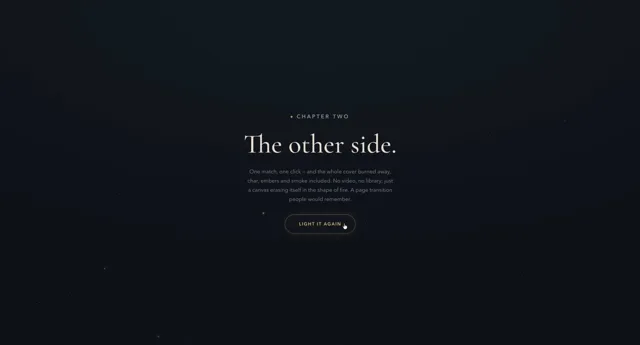 CHAPTER TWO
The other side.
One match, one click — and the whole cover burned away,
char, embers and smoke included. No video, no library, just
a canvas erasing itself in the shape of fire. A page transition
people would remember.
LIGHT IT AGAIN